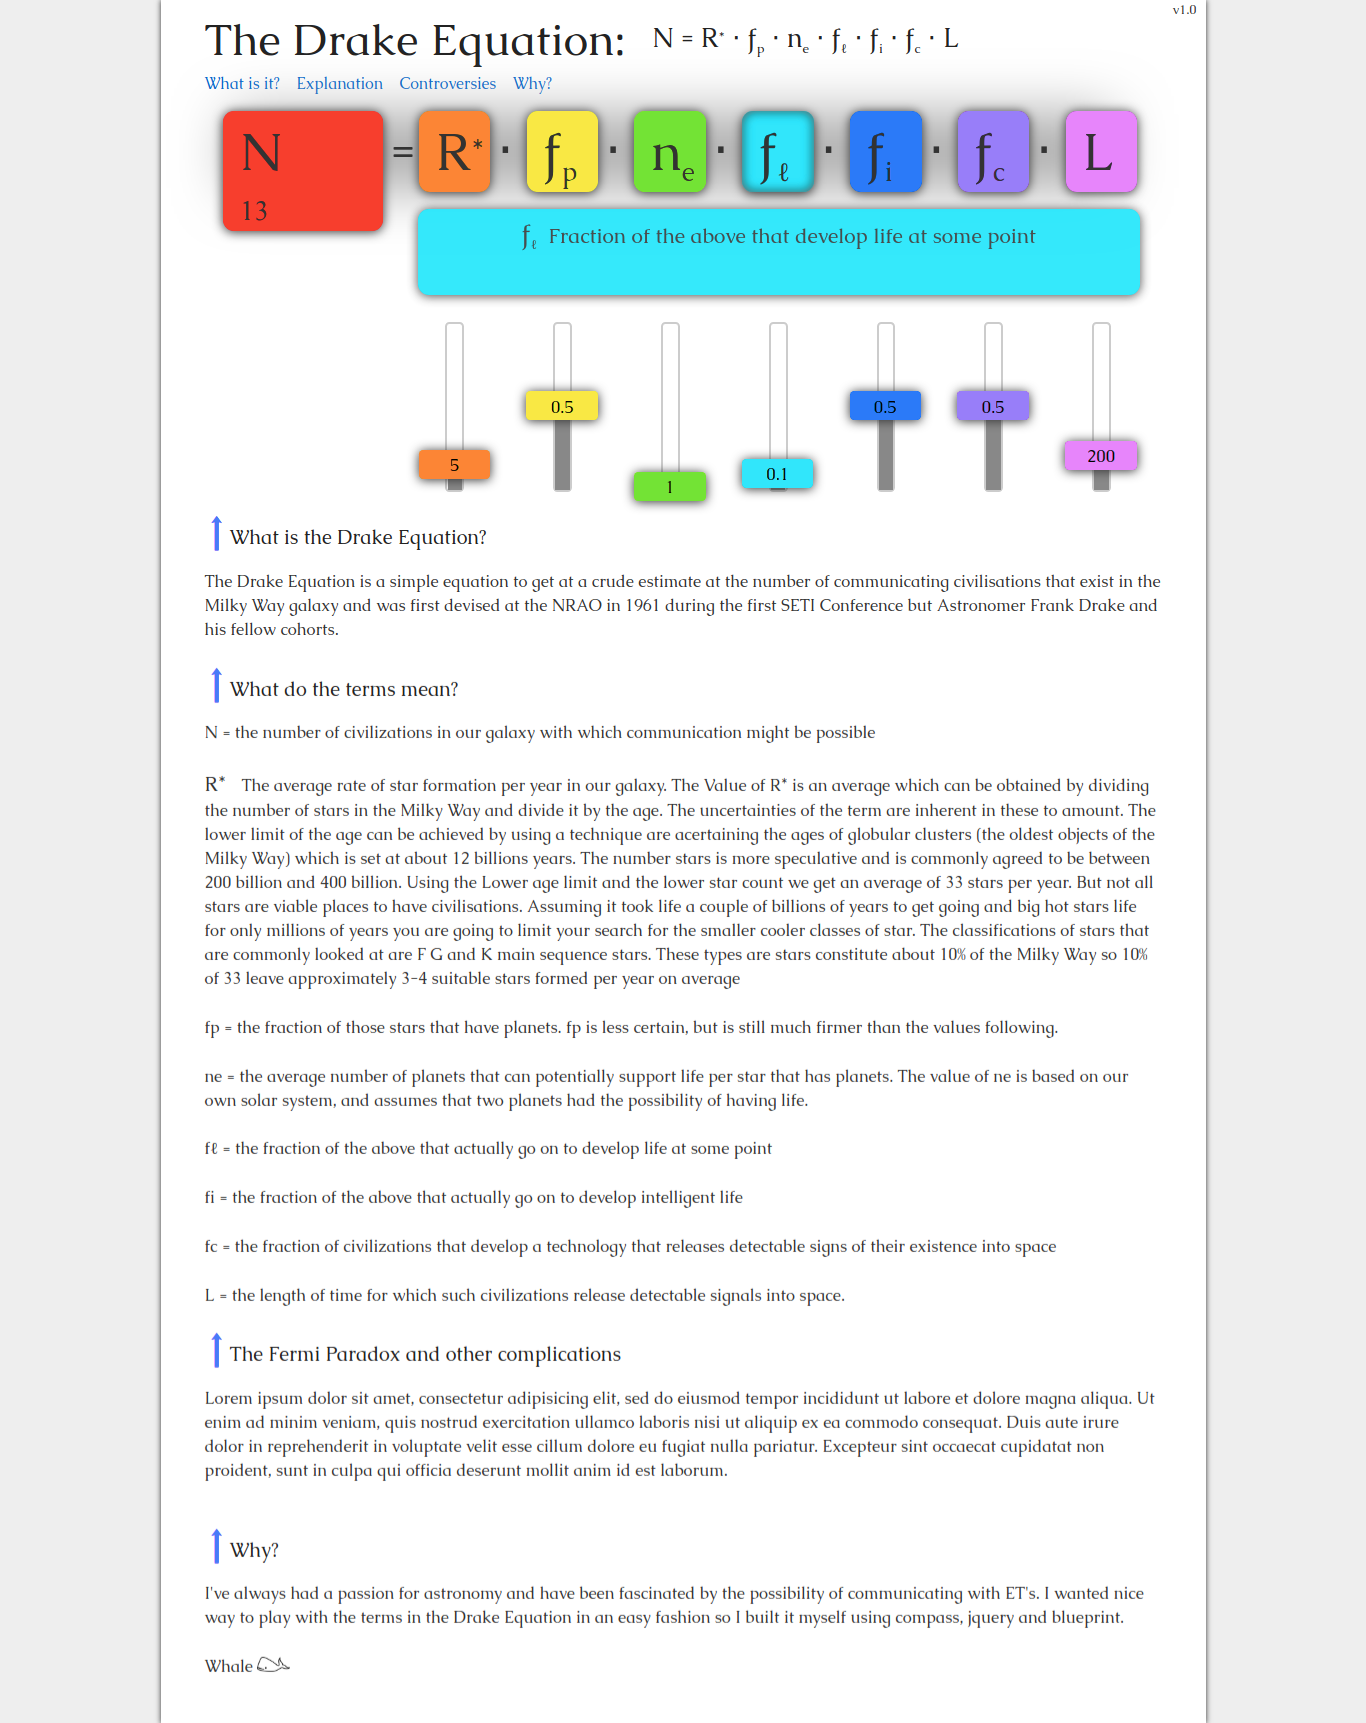 v1.0
The Drake Equation: N = R* · fp · ne · fℓ · fi · fc · L
What is it? Explanation Controversies Why?
N = R* · fp · ne · fℓ · fi · fc · L
13
fℓ Fraction of the above that develop life at some point
5 0.5 1 0.1 0.5 0.5 200
What is the Drake Equation?
The Drake Equation is a simple equation to get at a crude estimate at the number of communicating civilisations that exist in the
Milky Way galaxy and was first devised at the NRAO in 1961 during the first SETI Conference but Astronomer Frank Drake and
his fellow cohorts.
What do the terms mean?
N = the number of civilizations in our galaxy with which communication might be possible
R* The average rate of star formation per year in our galaxy. The Value of R* is an average which can be obtained by dividing
the number of stars in the Milky Way and divide it by the age. The uncertainties of the term are inherent in these to amount. The
lower limit of the age can be achieved by using a technique are acertaining the ages of globular clusters (the oldest objects of the
Milky Way) which is set at about 12 billions years. The number stars is more speculative and is commonly agreed to be between
200 billion and 400 billion. Using the Lower age limit and the lower star count we get an average of 33 stars per year. But not all
stars are viable places to have civilisations. Assuming it took life a couple of billions of years to get going and big hot stars life
for only millions of years you are going to limit your search for the smaller cooler classes of star. The classifications of stars that
are commonly looked at are F G and K main sequence stars. These types are stars constitute about 10% of the Milky Way so 10%
of 33 leave approximately 3-4 suitable stars formed per year on average
fp = the fraction of those stars that have planets. fp is less certain, but is still much firmer than the values following.
ne = the average number of planets that can potentially support life per star that has planets. The value of ne is based on our
own solar system, and assumes that two planets had the possibility of having life.
fℓ = the fraction of the above that actually go on to develop life at some point
fi = the fraction of the above that actually go on to develop intelligent life
fc = the fraction of civilizations that develop a technology that releases detectable signs of their existence into space
L = the length of time for which such civilizations release detectable signals into space.
The Fermi Paradox and other complications
Lorem ipsum dolor sit amet, consectetur adipisicing elit, sed do eiusmod tempor incididunt ut labore et dolore magna aliqua. Ut
enim ad minim veniam, quis nostrud exercitation ullamco laboris nisi ut aliquip ex ea commodo consequat. Duis aute irure
dolor in reprehenderit in voluptate velit esse cillum dolore eu fugiat nulla pariatur. Excepteur sint occaecat cupidatat non
proident, sunt in culpa qui officia deserunt mollit anim id est laborum.
Why?
I've always had a passion for astronomy and have been fascinated by the possibility of communicating with ET's. I wanted nice
way to play with the terms in the Drake Equation in an easy fashion so I built it myself using compass, jquery and blueprint.
Whale